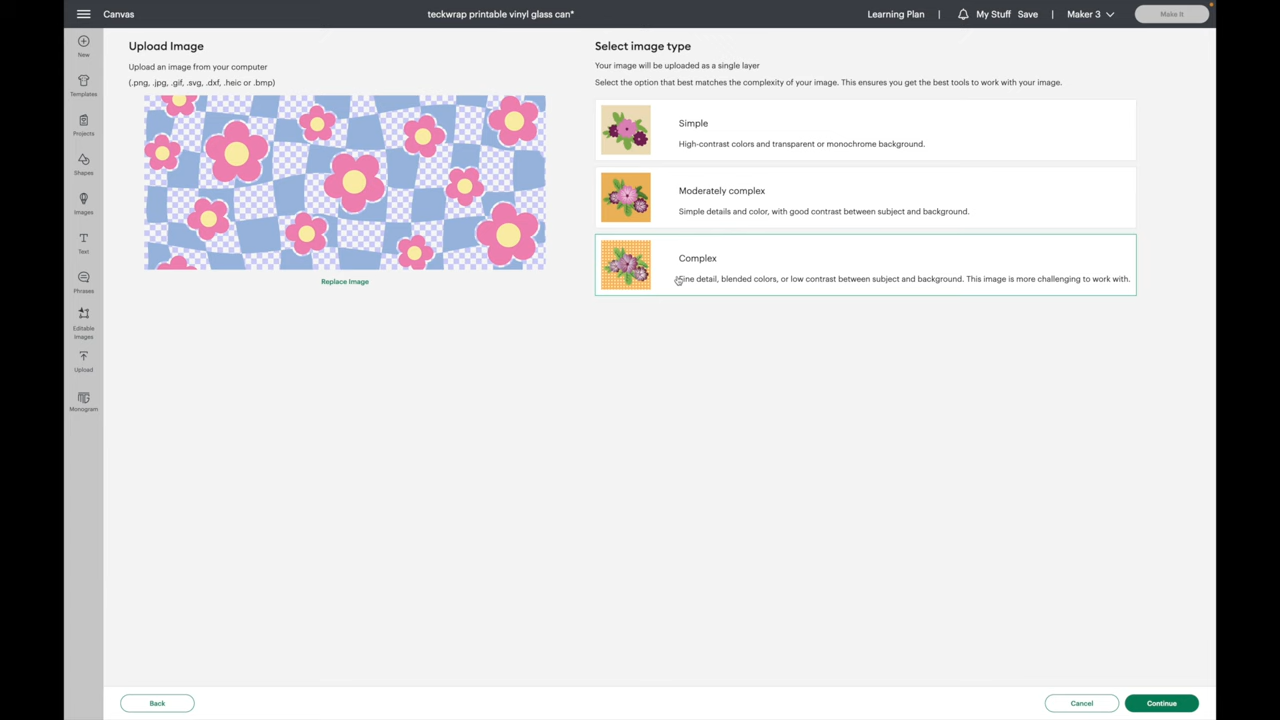 Canvas
teckwrap printable vinyl glass can*
Learning Plan | My Stuff Save | Maker 3
Make It
New
Templates
Projects
Shapes
Images
Text
Phrases
Editable
Images
Upload
Monogram
Upload Image
Upload an image from your computer
(.png, .jpg, .gif, .svg, .dxf, .heic or .bmp)
Replace Image
Select image type
Your image will be uploaded as a single layer
Select the option that best matches the complexity of your image. This ensures you get the best tools to work with your image.
Simple
High-contrast colors and transparent or monochrome background.
Moderately complex
Simple details and color, with good contrast between subject and background.
Complex
Fine detail, blended colors, or low contrast between subject and background. This image is more challenging to work with.
Back
Cancel
Continue